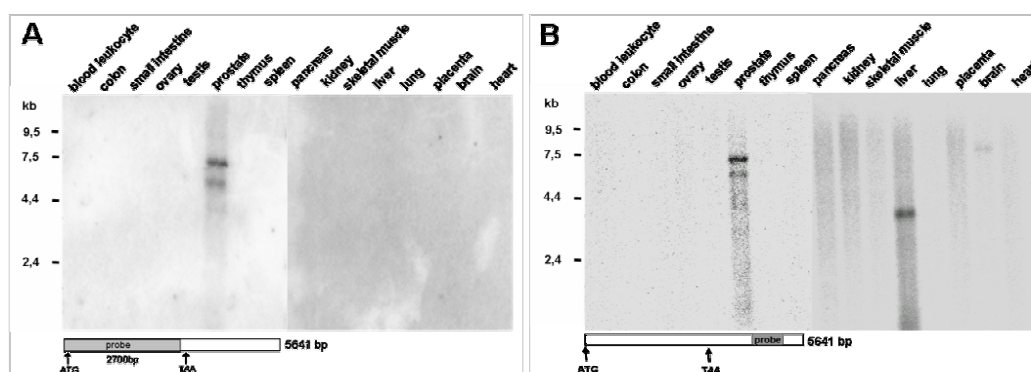 A
blood leukocyte
colon
small intestine
ovary
testis
prostate
thymus
spleen
pancreas
kidney
skeletal muscle
liver
lung
placenta
brain
heart
kb
9,5
7,5
4,4
2,4
probe
2700bp
5641 bp
ATG
TAA
B
blood leukocyte
colon
small intestine
ovary
testis
prostate
thymus
spleen
pancreas
kidney
skeletal muscle
liver
lung
placenta
brain
heart
kb
9,5
7,5
4,4
2,4
probe
5641 bp
ATG
TAA